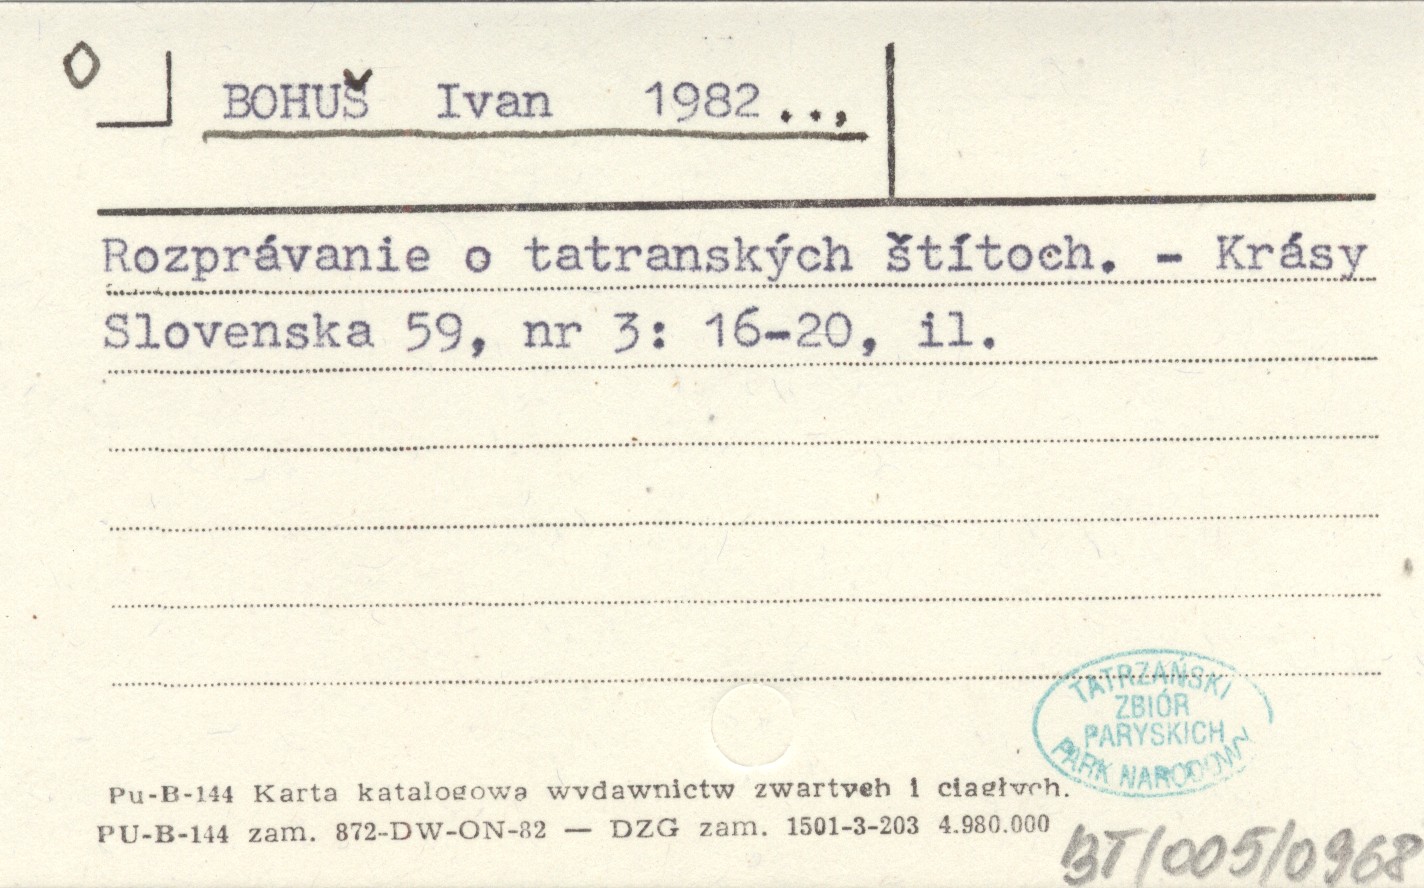 BOHUŠ Ivan 1982..,
Rozprávanie o tatranských štítoch. - Krásy
Slovenska 59, nr 3: 16-20, il.
TATRZAŃSKI
ZBIÓR
PARYSKICH
PARK NARODOWY
Pu-B-144 Karta katalogowa wydawnictw zwartych i ciągłych.
PU-B-144 zam. 872-DW-ON-82 — DZG zam. 1501-3-203 4.980.000
BT/005/0968